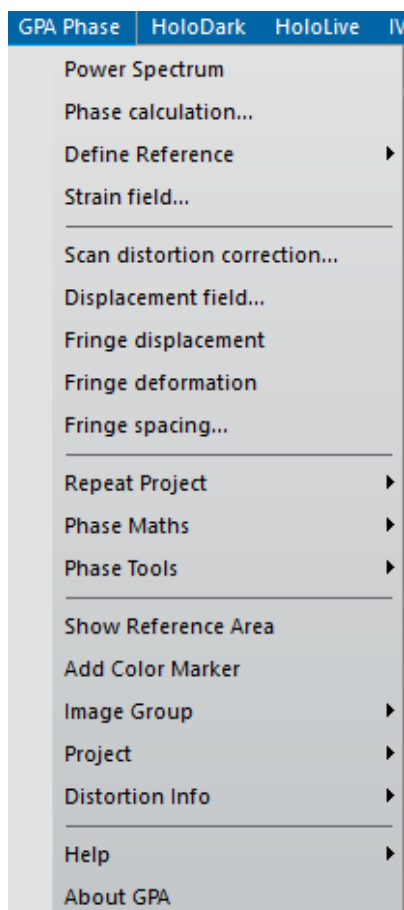 GPA Phase HoloDark HoloLive
Power Spectrum
Phase calculation...
Define Reference
Strain field...
Scan distortion correction...
Displacement field...
Fringe displacement
Fringe deformation
Fringe spacing...
Repeat Project
Phase Maths
Phase Tools
Show Reference Area
Add Color Marker
Image Group
Project
Distortion Info
Help
About GPA